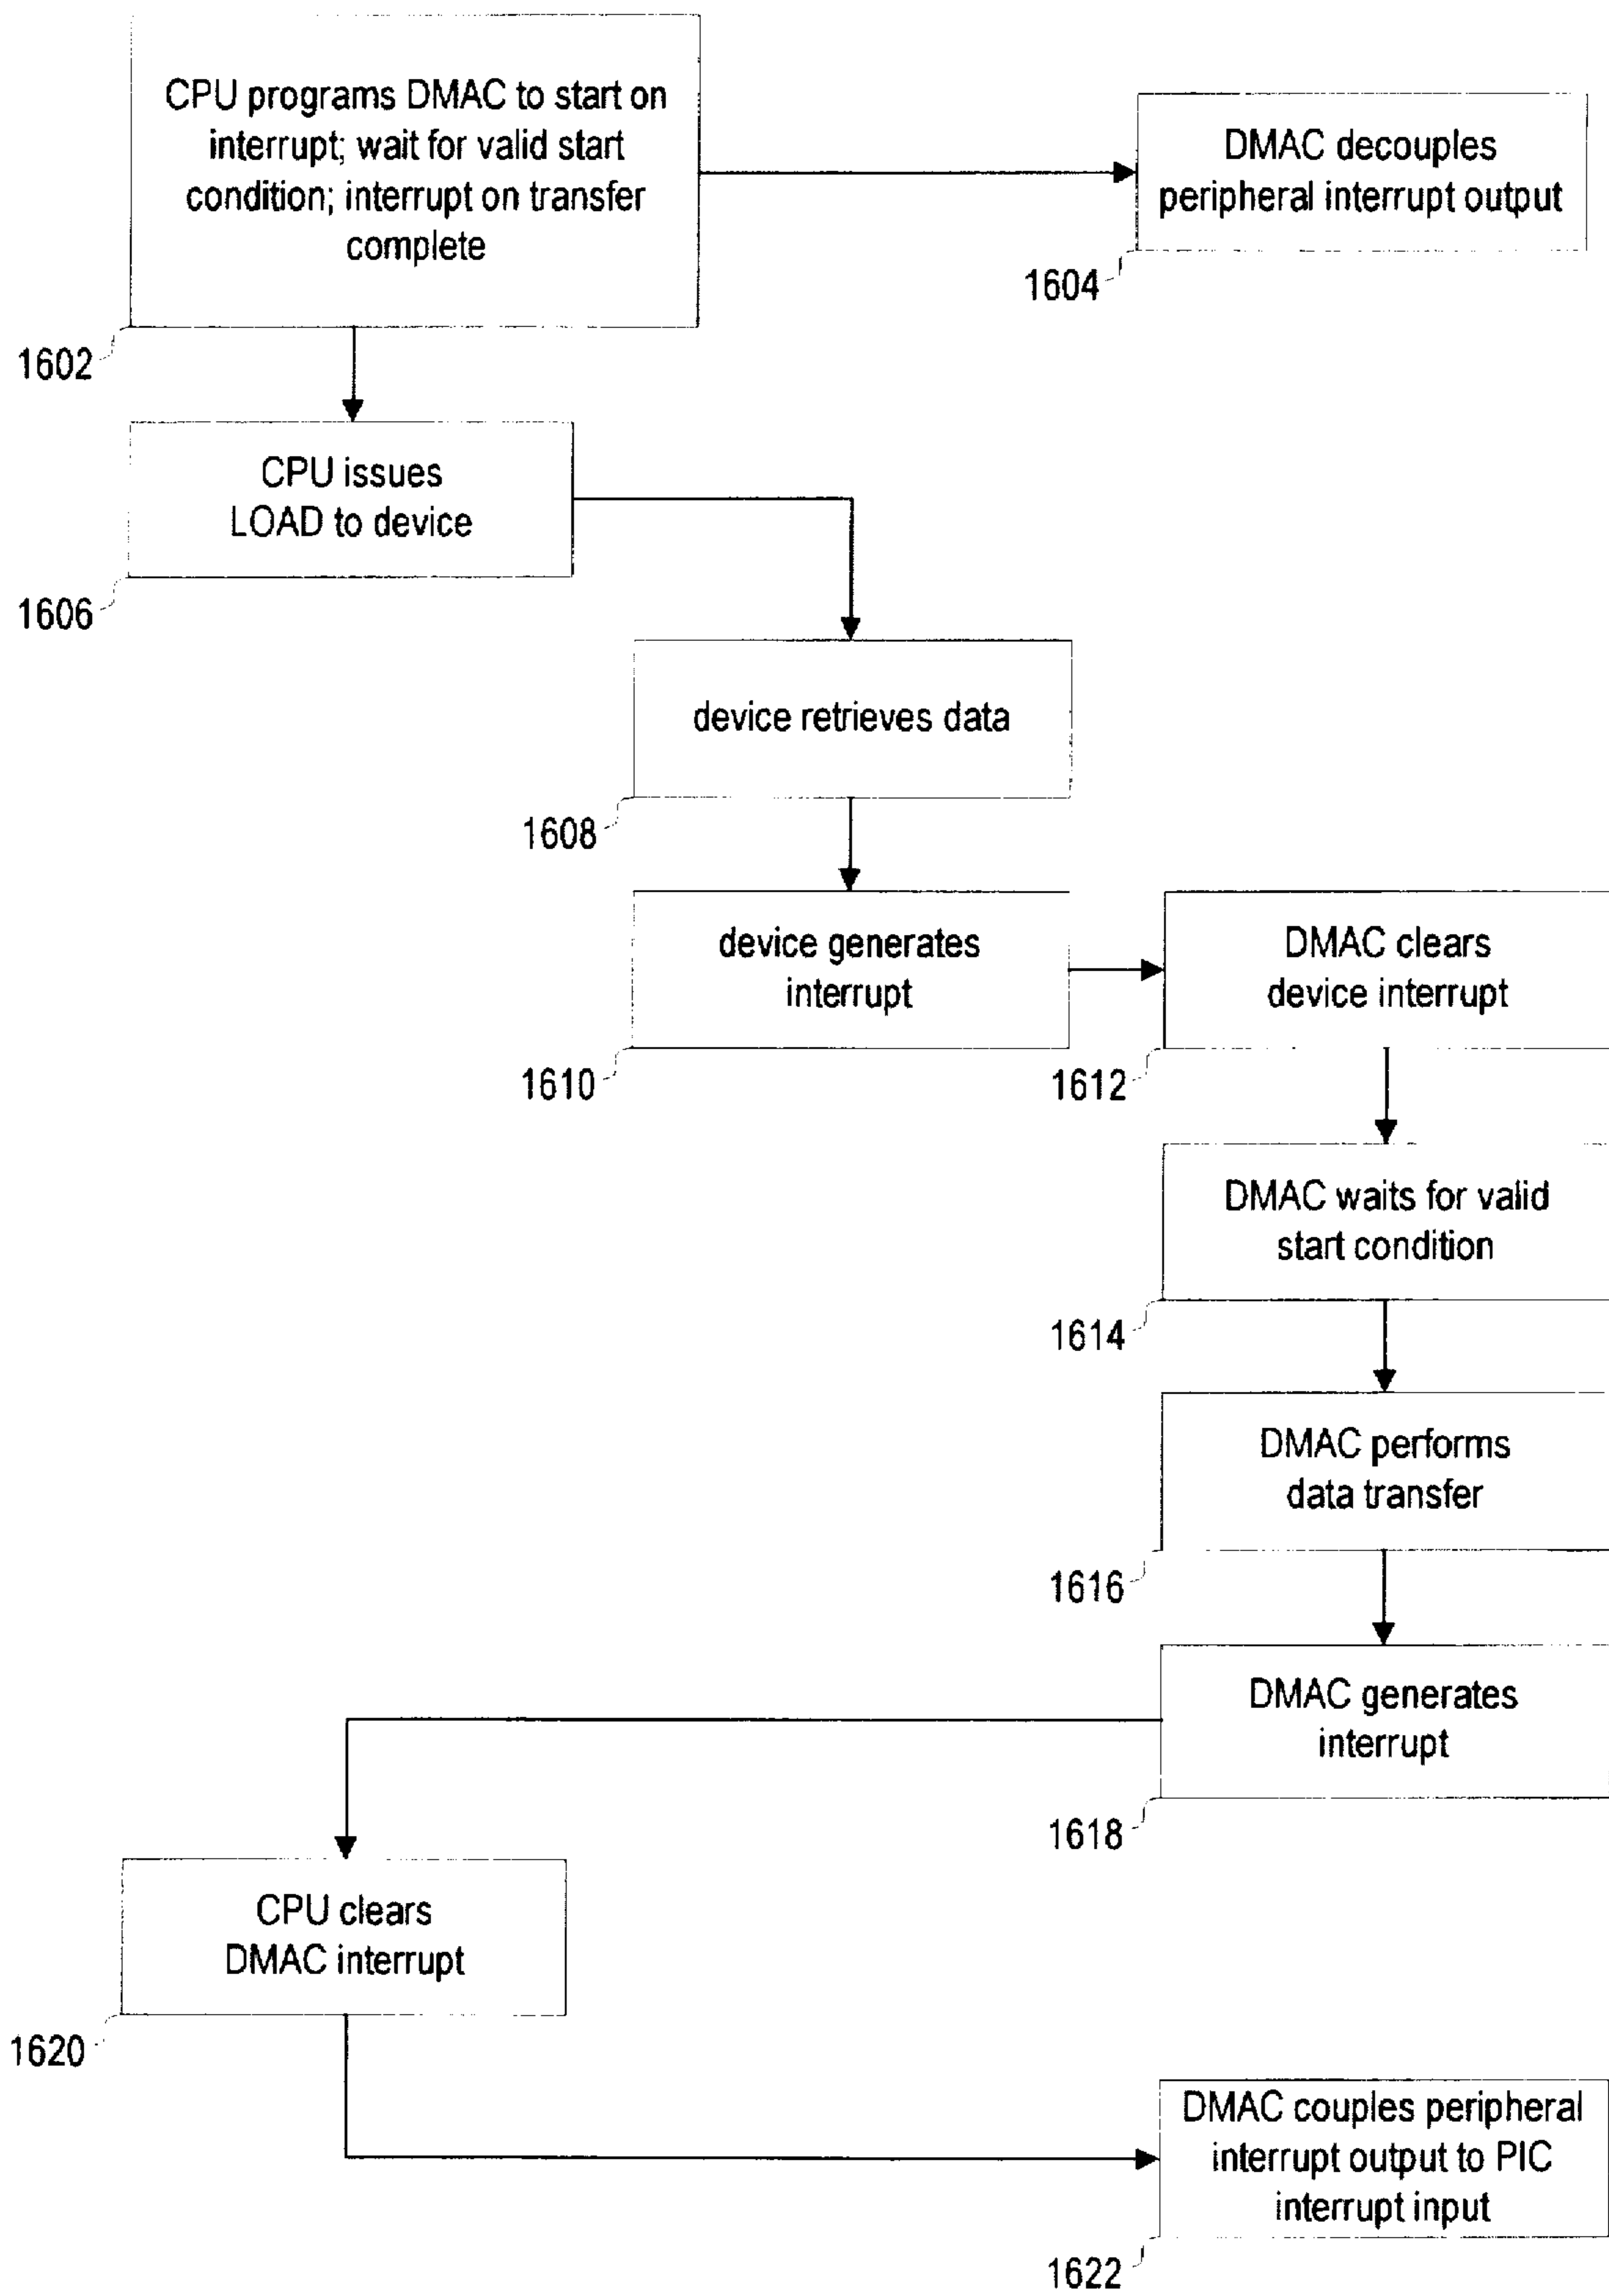 CPU programs DMAC to start on
interrupt; wait for valid start
condition; interrupt on transfer
complete
1602
DMAC decouples
peripheral interrupt output
1604
CPU issues
LOAD to device
1606
device retrieves data
1608
device generates
interrupt
1610
DMAC clears
device interrupt
1612
DMAC waits for valid
start condition
1614
DMAC performs
data transfer
1616
DMAC generates
interrupt
1618
CPU clears
DMAC interrupt
1620
DMAC couples peripheral
interrupt output to PIC
interrupt input
1622